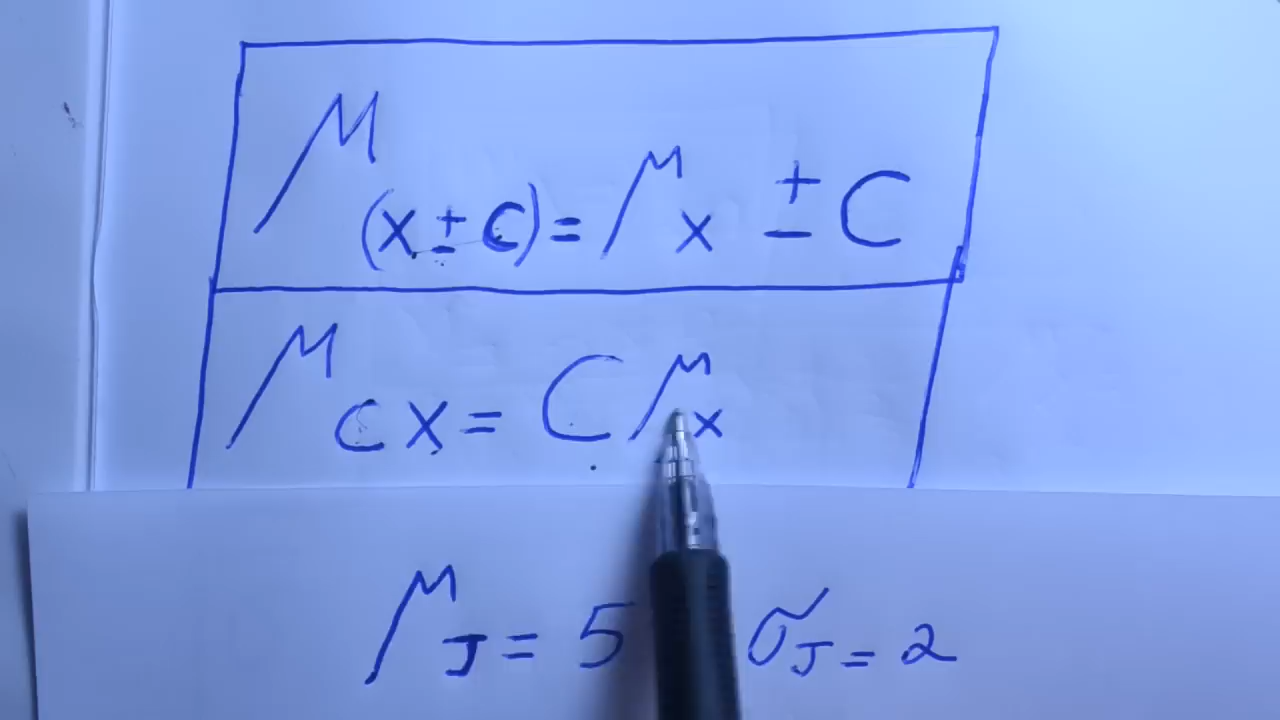 μ(x±c) = μx ± C
μcx = Cμx
μJ = 5 σJ = 2